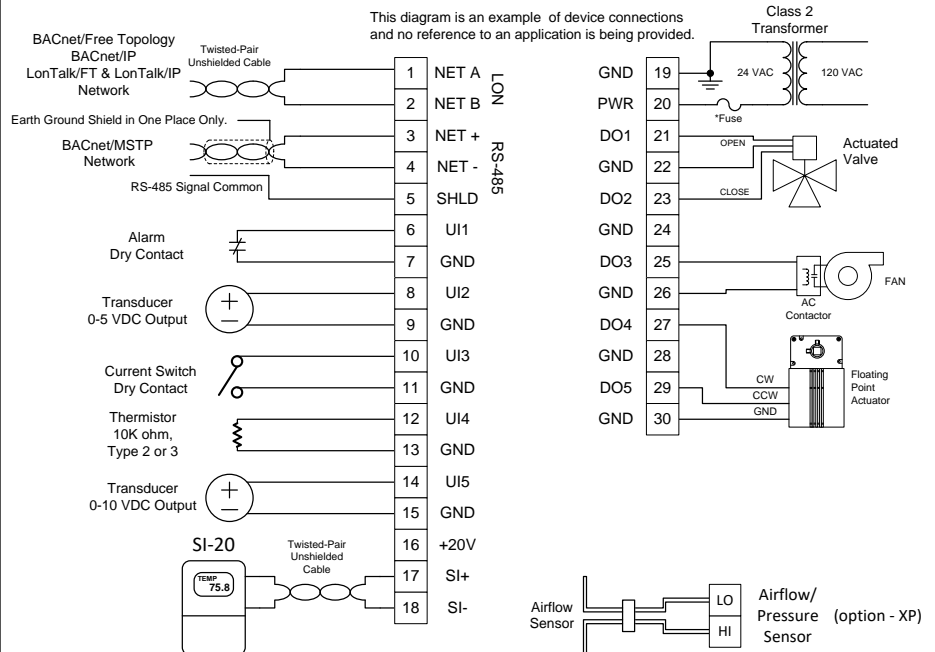 This diagram is an example of device connections
and no reference to an application is being provided.
BACnet/Free Topology
BACnet/IP
LonTalk/FT & LonTalk/IP
Network
Twisted-Pair
Unshielded Cable
Earth Ground Shield in One Place Only.
BACnet/MSTP
Network
RS-485 Signal Common
Alarm
Dry Contact
Transducer
0-5 VDC Output
+
−
Current Switch
Dry Contact
Thermistor
10K ohm,
Type 2 or 3
Transducer
0-10 VDC Output
+
−
SI-20
TEMP
75.8
Twisted-Pair
Unshielded
Cable
1 NET A
2 NET B
LON
3 NET +
4 NET -
RS-485
5 SHLD
6 UI1
7 GND
8 UI2
9 GND
10 UI3
11 GND
12 UI4
13 GND
14 UI5
15 GND
16 +20V
17 SI+
18 SI-
GND 19
PWR 20
DO1 21
GND 22
DO2 23
GND 24
DO3 25
GND 26
DO4 27
GND 28
DO5 29
GND 30
Class 2
Transformer
24 VAC
120 VAC
*Fuse
OPEN
CLOSE
Actuated
Valve
AC
Contactor
FAN
CW
CCW
GND
Floating
Point
Actuator
Airflow
Sensor
LO
HI
Airflow/
Pressure
Sensor
(option - XP)